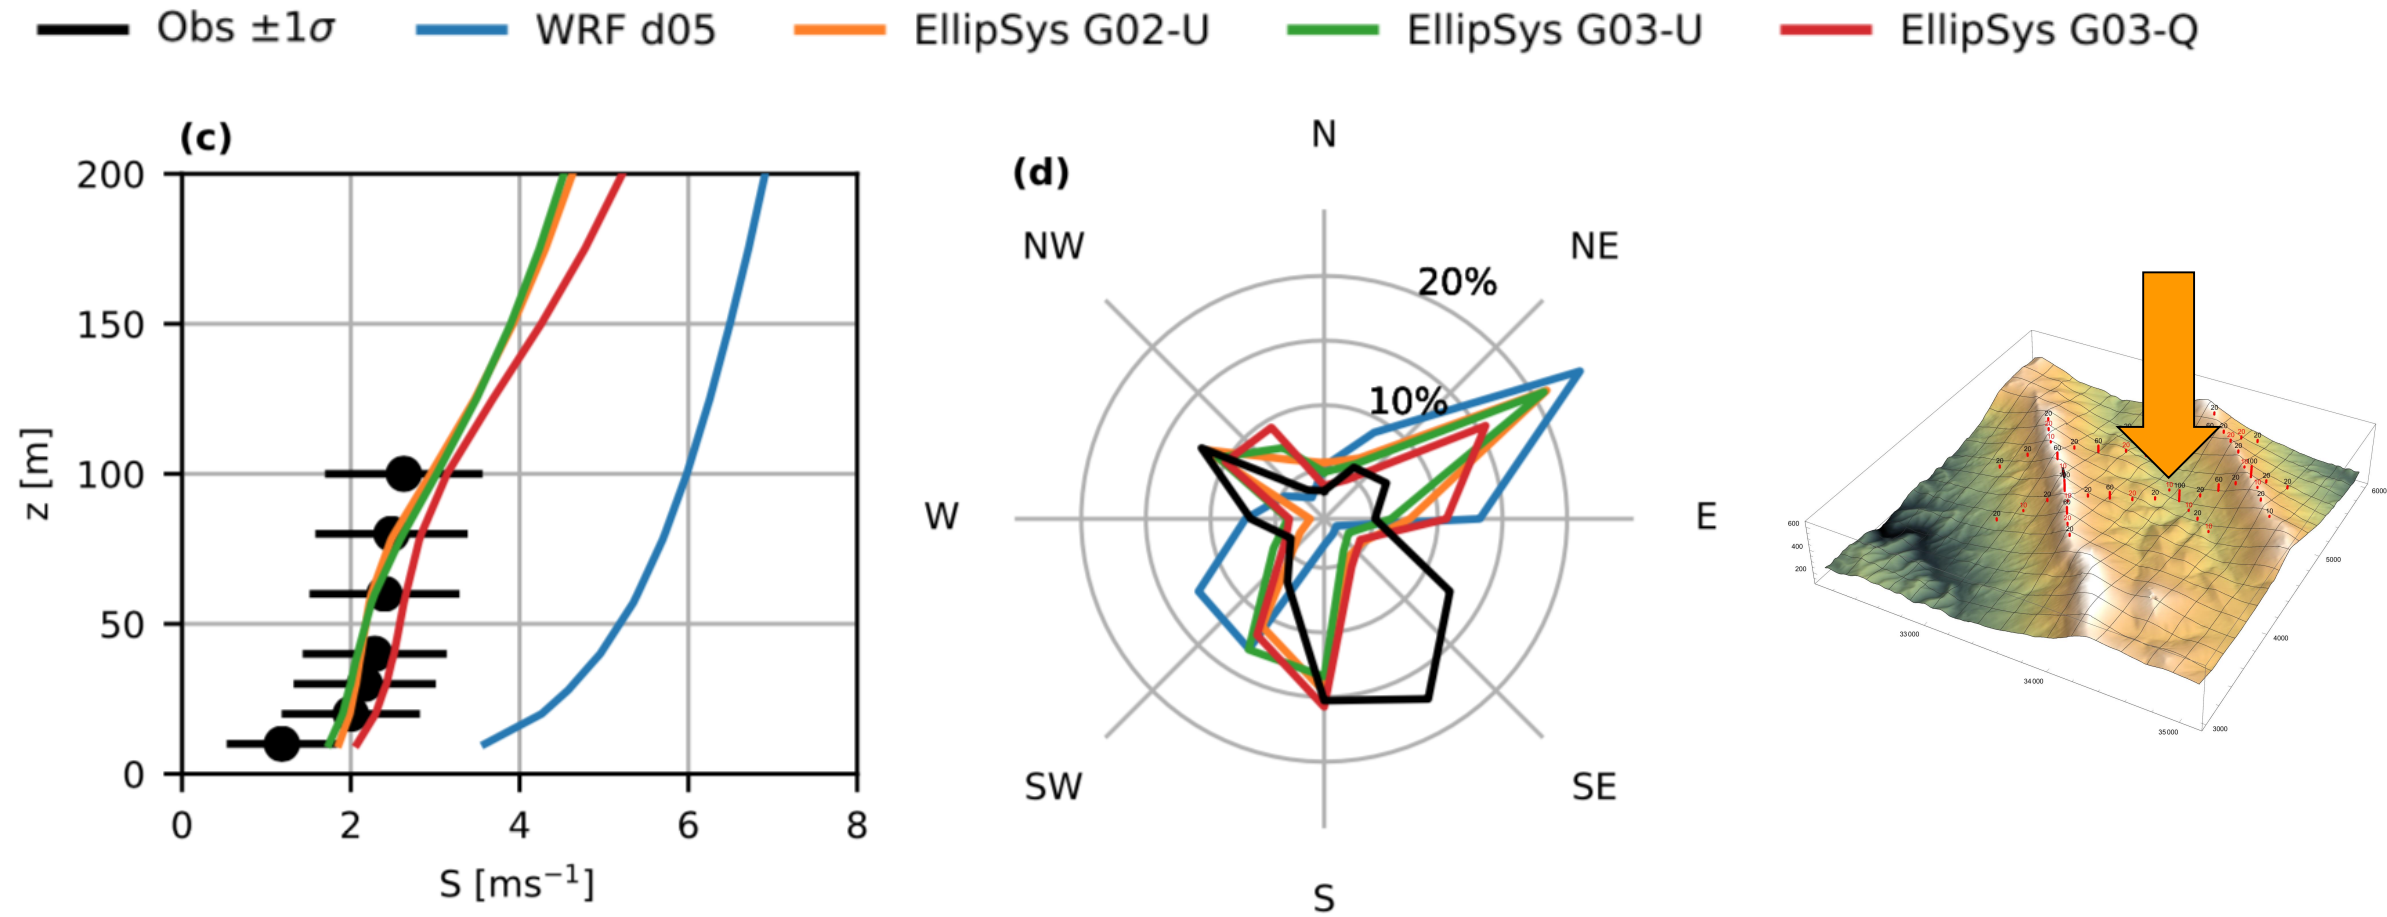 Obs ±1σ WRF d05 EllipSys G02-U EllipSys G03-U EllipSys G03-Q
(c)
200
150
100
50
0
z [m]
0 2 4 6 8
S [ms⁻¹]
(d)
N
NW NE
20%
10%
W E
SW SE
S
600
400
200
33000
34000
35000
3000
4000
5000
6000